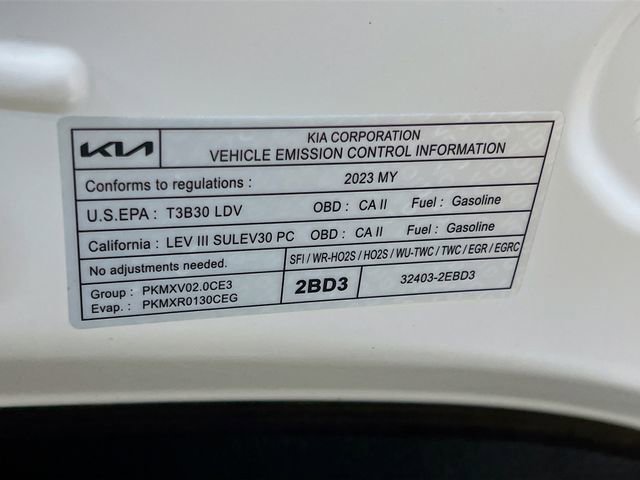 KIA KIA CORPORATION
VEHICLE EMISSION CONTROL INFORMATION
Conforms to regulations : 2023 MY
U.S.EPA : T3B30 LDV OBD : CA II Fuel : Gasoline
California : LEV III SULEV30 PC OBD : CA II Fuel : Gasoline
No adjustments needed. SFI / WR-HO2S / HO2S / WU-TWC / TWC / EGR / EGRC
Group : PKMXV02.0CE3 2BD3 32403-2EBD3
Evap. : PKMXR0130CEG